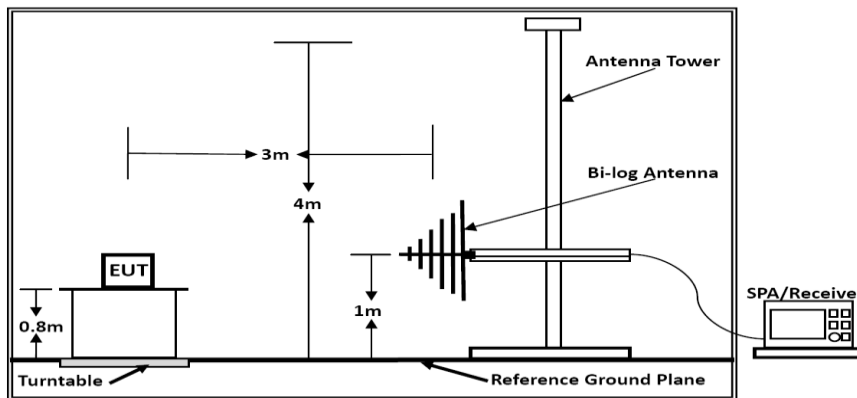 Antenna Tower
3m
Bi-log Antenna
4m
EUT
1m
SPA/Receive
0.8m
Turntable
Reference Ground Plane